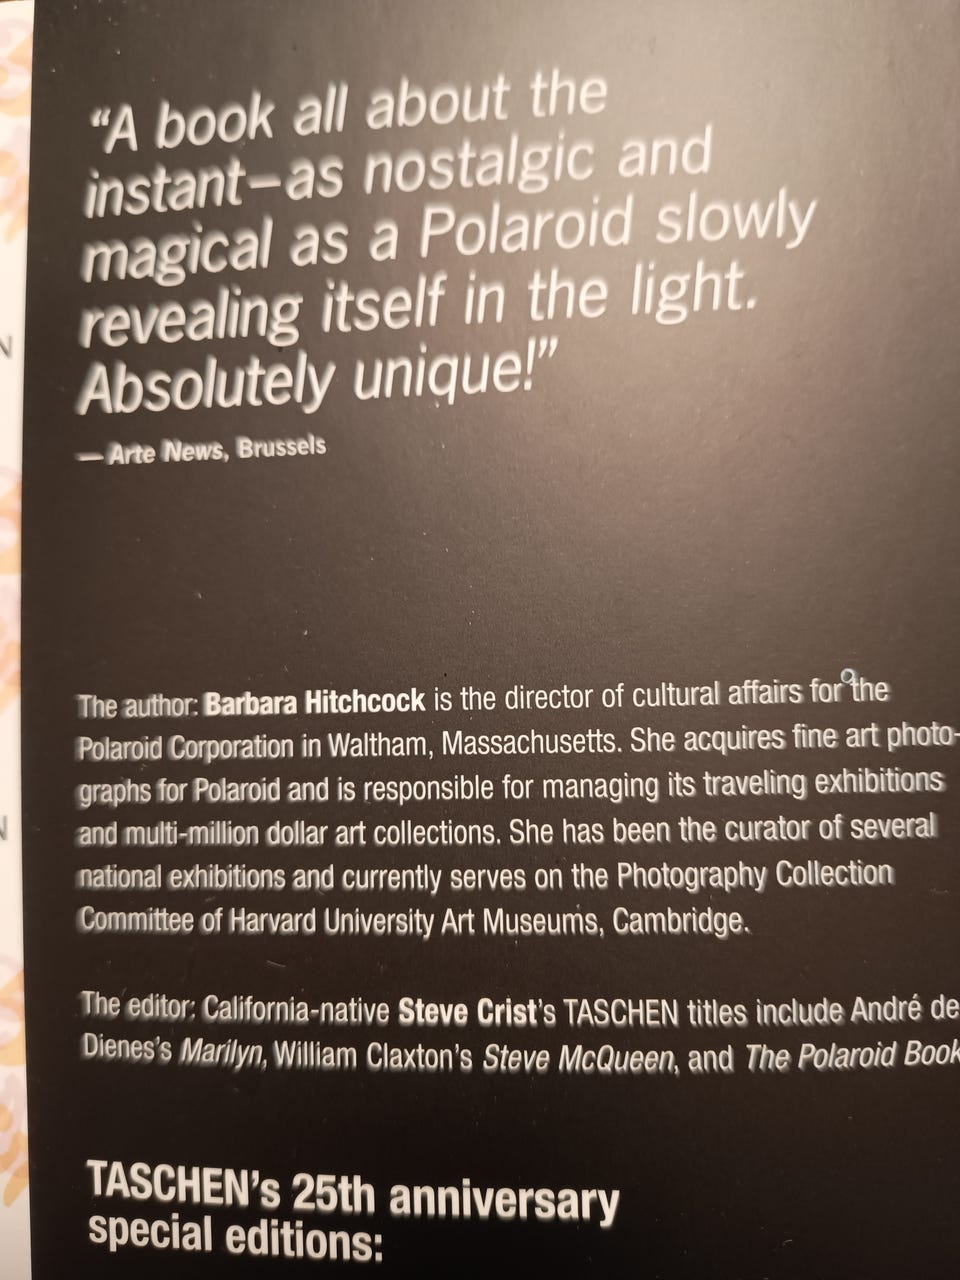 “A book all about the
instant–as nostalgic and
magical as a Polaroid slowly
revealing itself in the light.
Absolutely unique!”
— Arte News, Brussels
The author: Barbara Hitchcock is the director of cultural affairs for the
Polaroid Corporation in Waltham, Massachusetts. She acquires fine art photo-
graphs for Polaroid and is responsible for managing its traveling exhibitions
and multi-million dollar art collections. She has been the curator of several
national exhibitions and currently serves on the Photography Collection
Committee of Harvard University Art Museums, Cambridge.
The editor: California-native Steve Crist’s TASCHEN titles include André de
Dienes’s Marilyn, William Claxton’s Steve McQueen, and The Polaroid Book
TASCHEN’s 25th anniversary
special editions: